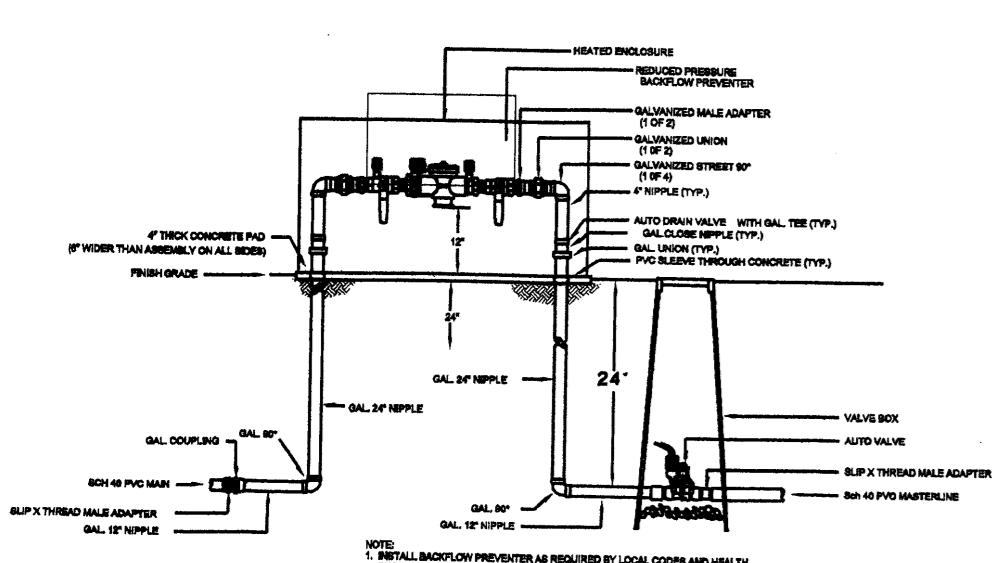 HEATED ENCLOSURE
REDUCED PRESSURE
BACKFLOW PREVENTER
GALVANIZED MALE ADAPTER
(1 OF 2)
GALVANIZED UNION
(1 OF 2)
GALVANIZED STREET 90°
(1 OF 4)
4" NIPPLE (TYP.)
AUTO DRAIN VALVE WITH GAL. TEE (TYP.)
GAL.CLOSE NIPPLE (TYP.)
GAL. UNION (TYP.)
PVC SLEEVE THROUGH CONCRETE (TYP.)
4" THICK CONCRETE PAD
(6" WIDER THAN ASSEMBLY ON ALL SIDES)
FINISH GRADE
12"
24"
24"
GAL. 24" NIPPLE
GAL. 24" NIPPLE
VALVE BOX
GAL. 90°
GAL. COUPLING
AUTO VALVE
SLIP X THREAD MALE ADAPTER
SCH 40 PVC MAIN
Sch 40 PVC MASTERLINE
SLIP X THREAD MALE ADAPTER
GAL. 90°
GAL. 12" NIPPLE
GAL. 12" NIPPLE
NOTE:
1. INSTALL BACKFLOW PREVENTER AS REQUIRED BY LOCAL CODES AND HEALTH